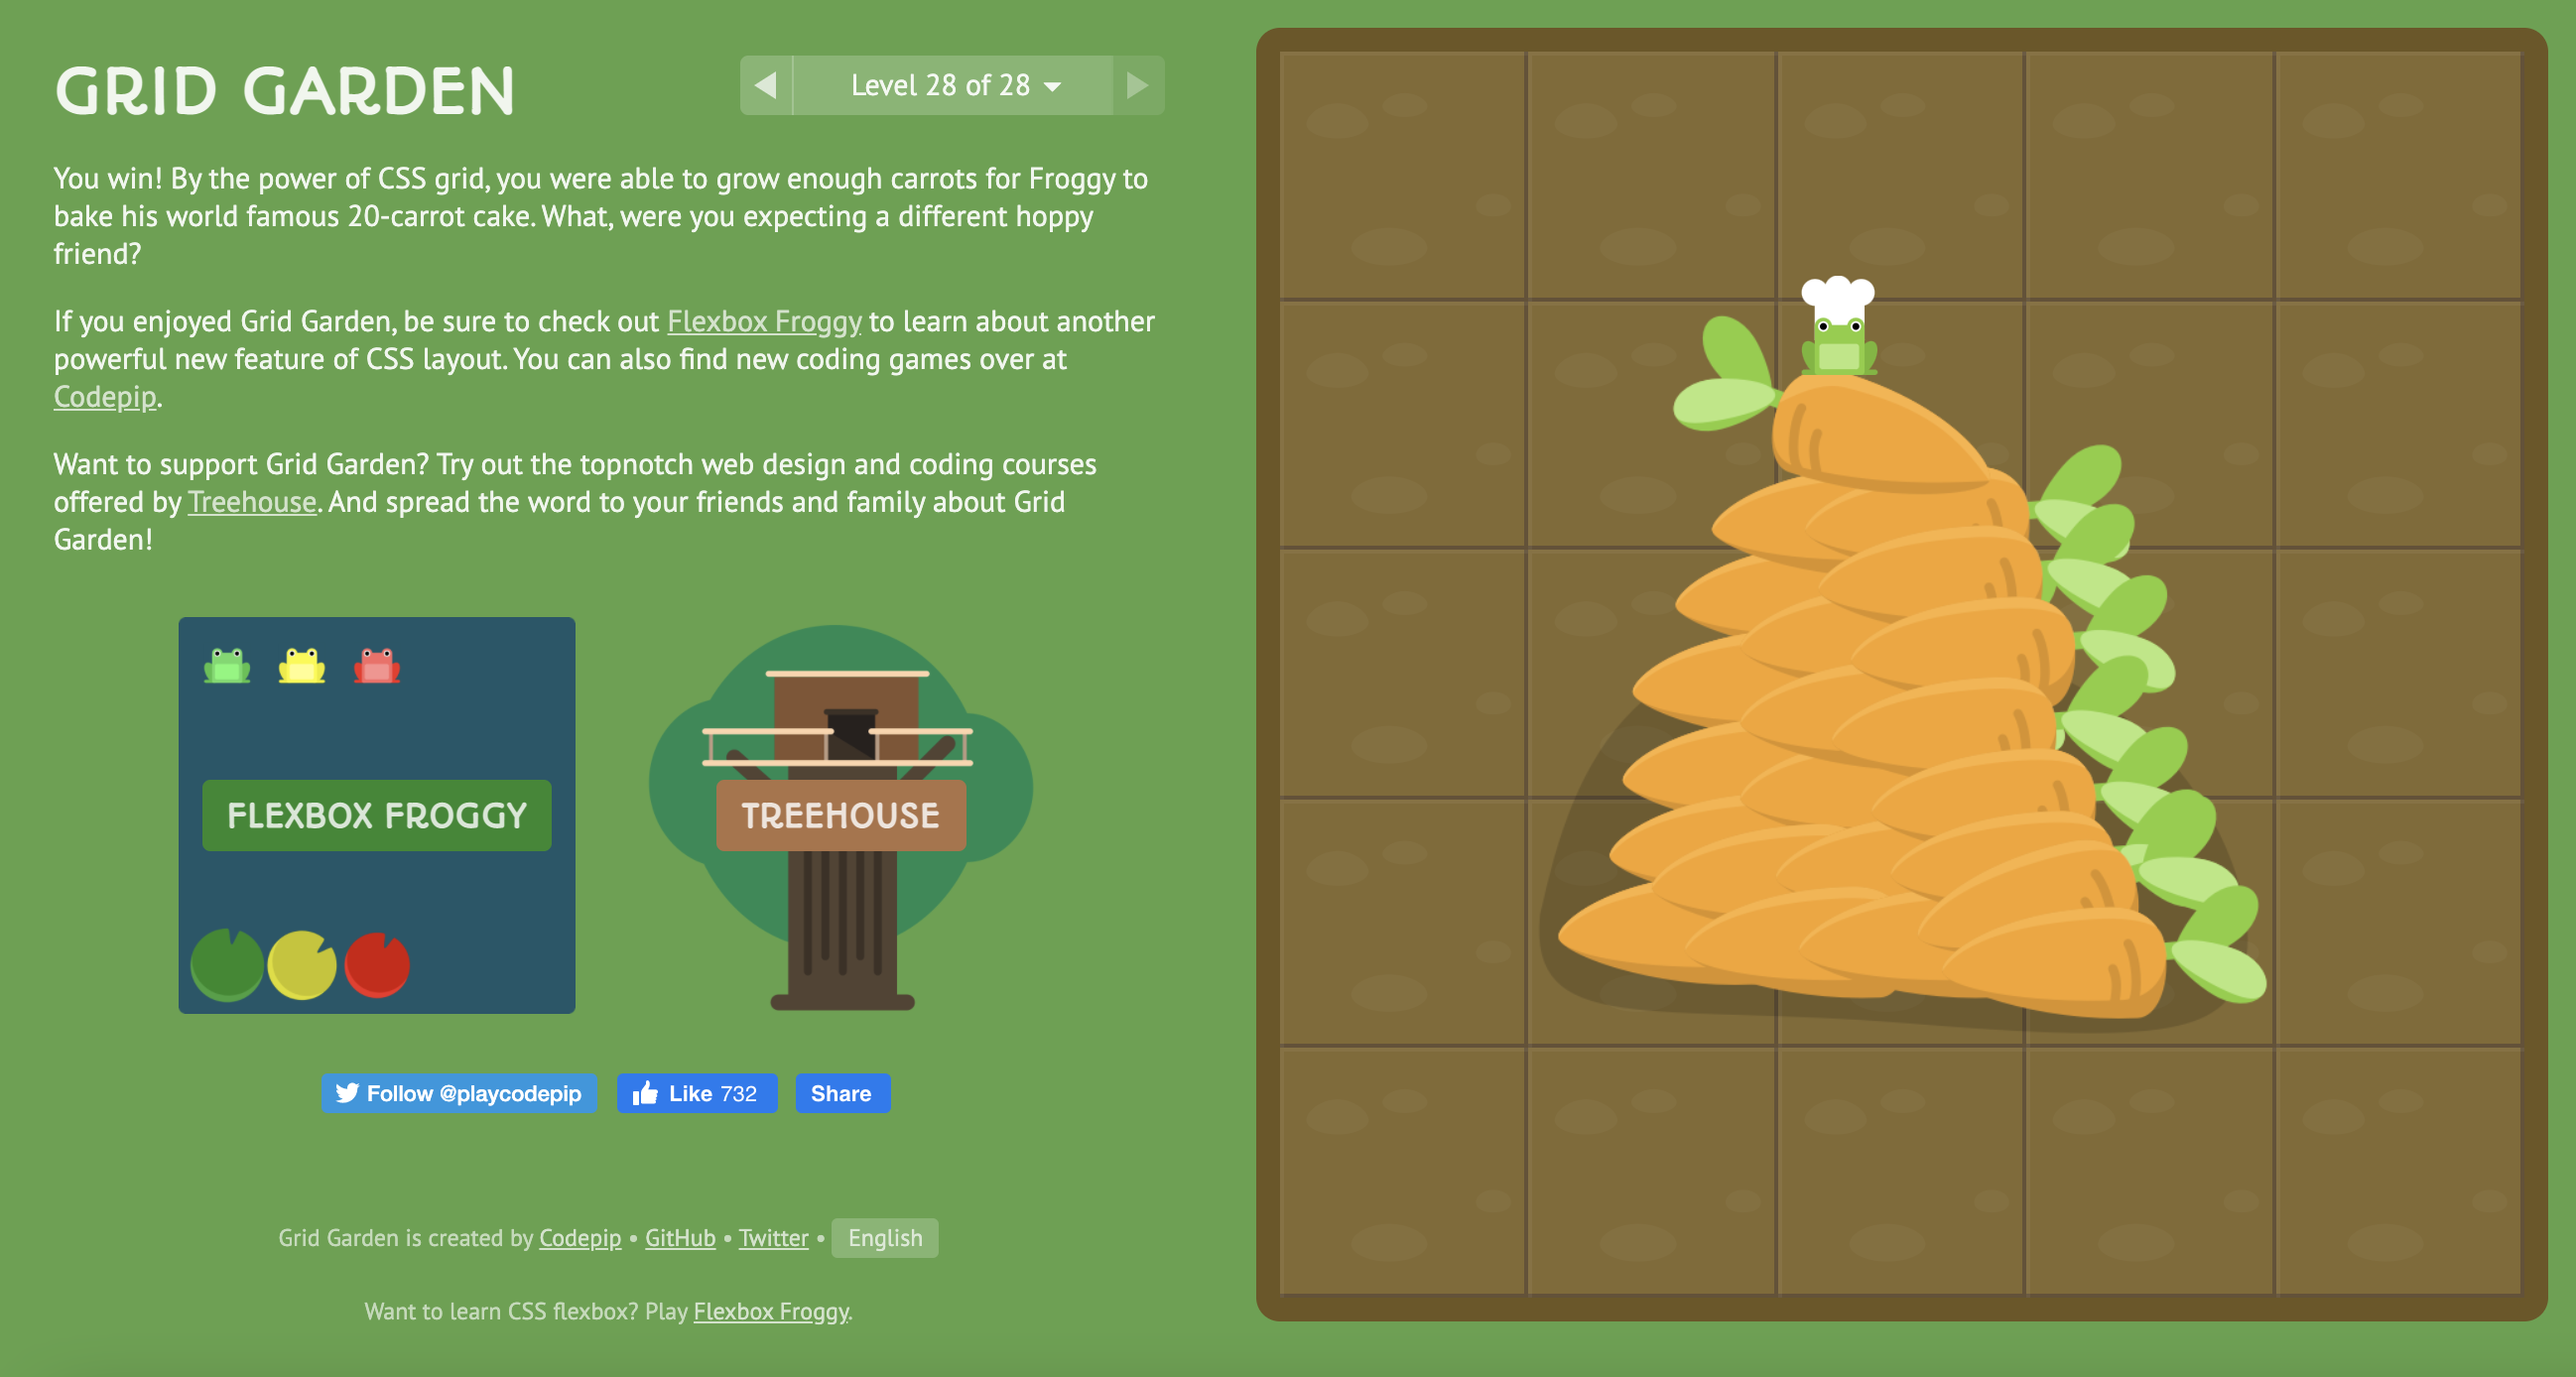 GRID GARDEN
Level 28 of 28
You win! By the power of CSS grid, you were able to grow enough carrots for Froggy to
bake his world famous 20-carrot cake. What, were you expecting a different hoppy
friend?
If you enjoyed Grid Garden, be sure to check out Flexbox Froggy to learn about another
powerful new feature of CSS layout. You can also find new coding games over at
Codepip.
Want to support Grid Garden? Try out the topnotch web design and coding courses
offered by Treehouse. And spread the word to your friends and family about Grid
Garden!
FLEXBOX FROGGY
TREEHOUSE
Follow @playcodepip
Like 732
Share
Grid Garden is created by Codepip • GitHub • Twitter • English
Want to learn CSS flexbox? Play Flexbox Froggy.